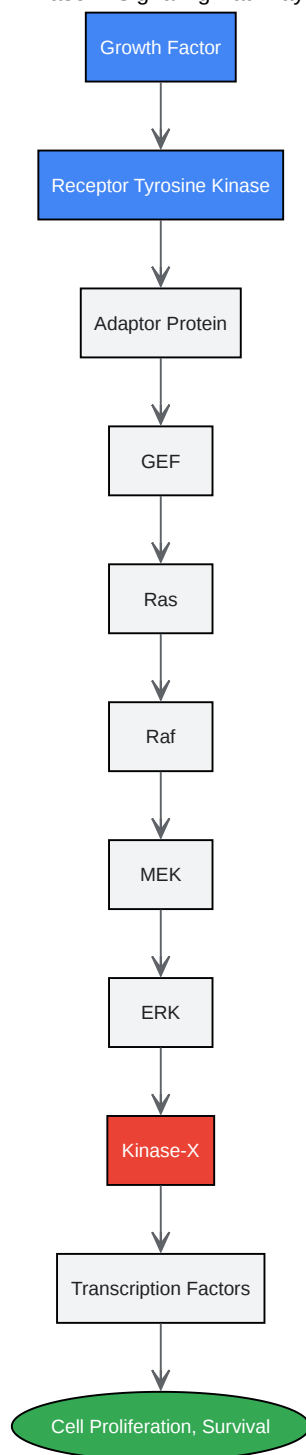 Growth Factor
Receptor Tyrosine Kinase
Adaptor Protein
GEF
Ras
Raf
MEK
ERK
Kinase-X
Transcription Factors
Cell Proliferation, Survival